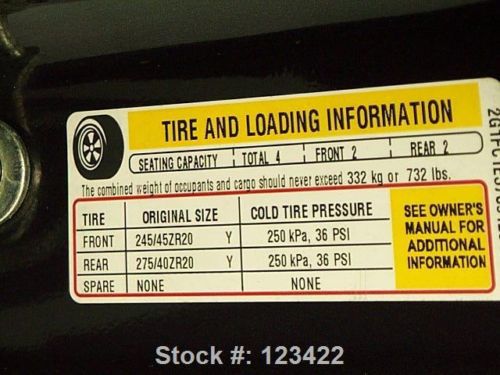 TIRE AND LOADING INFORMATION
SEATING CAPACITY TOTAL 4 FRONT 2 REAR 2
The combined weight of occupants and cargo should never exceed 332 kg or 732 lbs.
TIRE ORIGINAL SIZE COLD TIRE PRESSURE
FRONT 245/45ZR20 Y 250 kPa, 36 PSI
REAR 275/40ZR20 Y 250 kPa, 36 PSI
SPARE NONE NONE
SEE OWNER'S
MANUAL FOR
ADDITIONAL
INFORMATION
Stock #: 123422